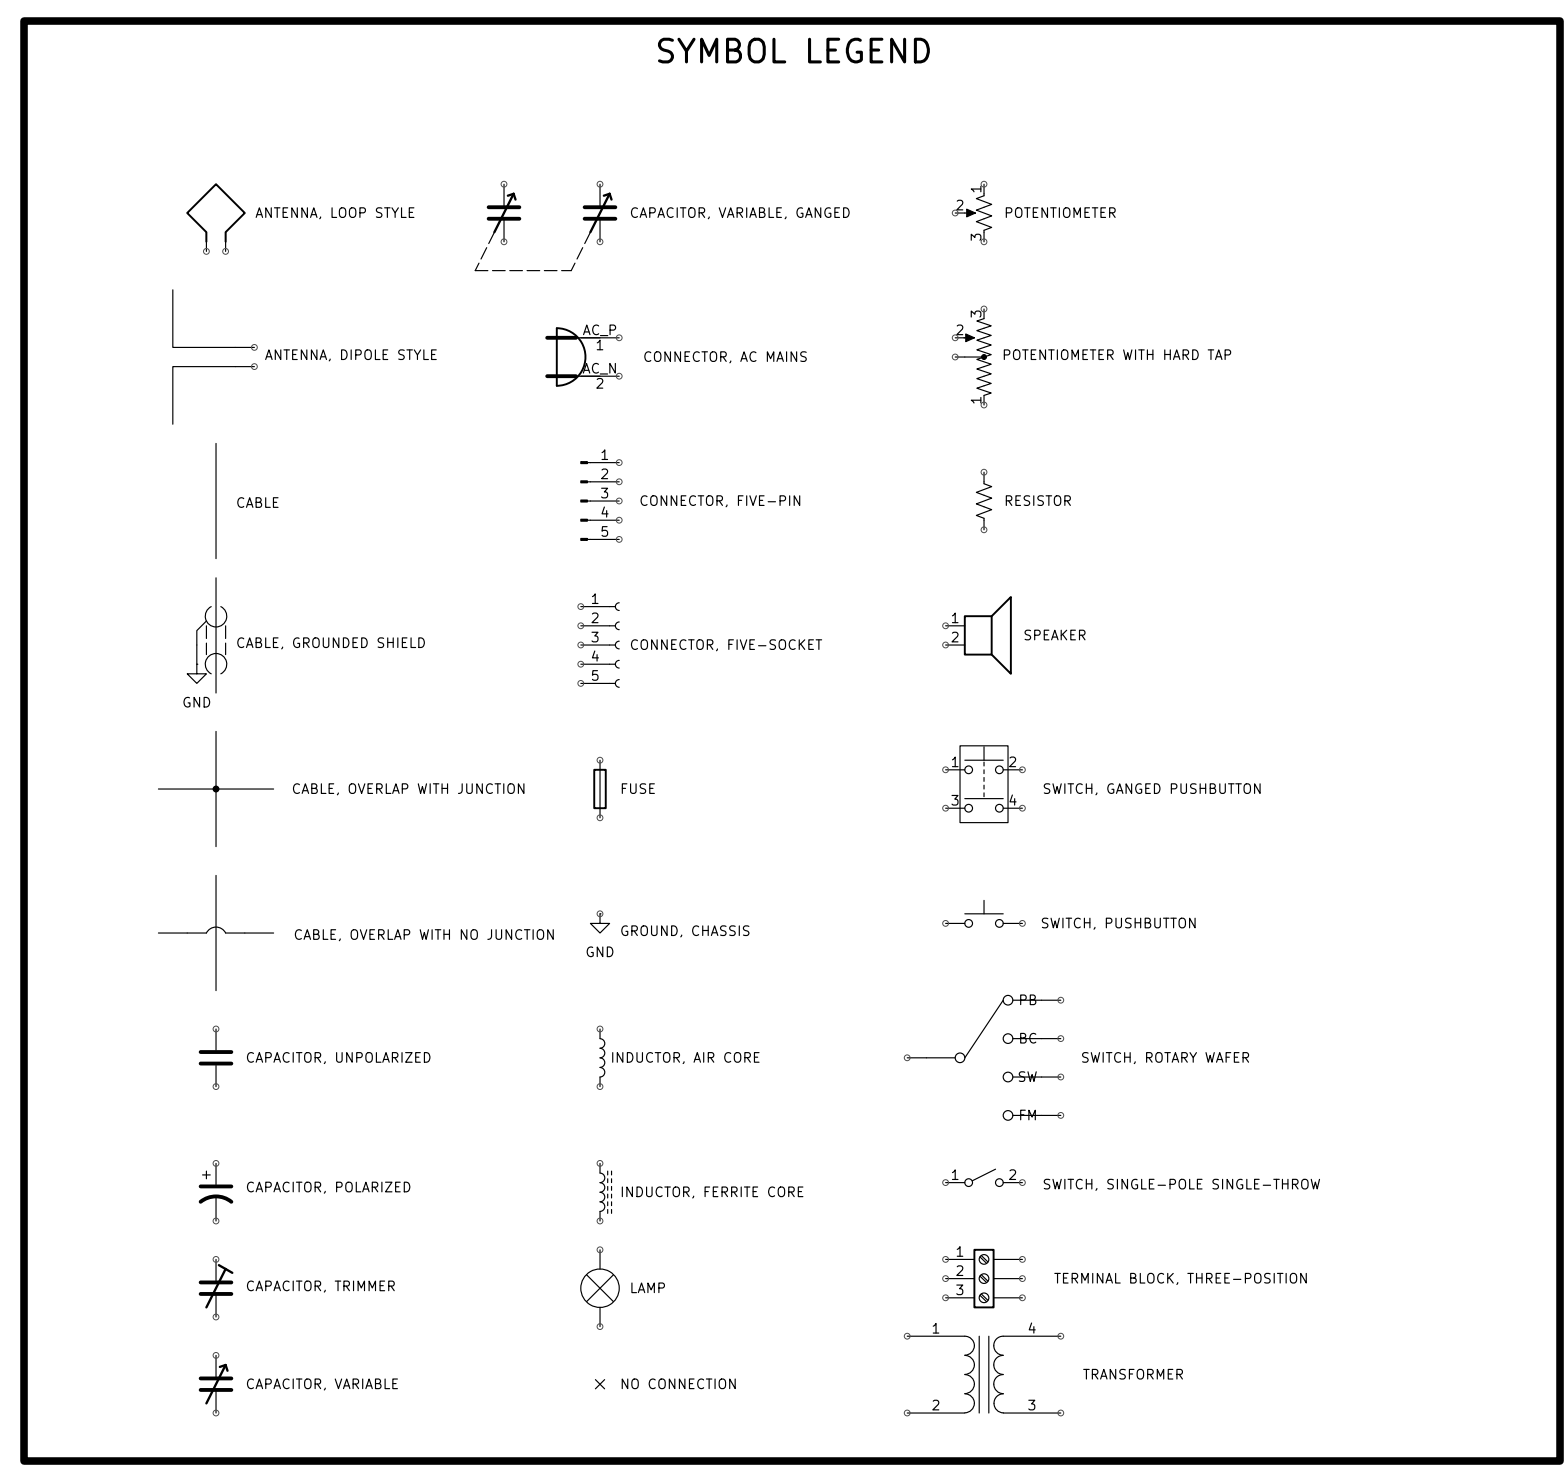 SYMBOL LEGEND
ANTENNA, LOOP STYLE
ANTENNA, DIPOLE STYLE
CABLE
CABLE, GROUNDED SHIELD
GND
CABLE, OVERLAP WITH JUNCTION
CABLE, OVERLAP WITH NO JUNCTION
CAPACITOR, UNPOLARIZED
+
CAPACITOR, POLARIZED
CAPACITOR, TRIMMER
CAPACITOR, VARIABLE
CAPACITOR, VARIABLE, GANGED
AC_P
1
CONNECTOR, AC MAINS
AC_N
2
1
2
3
4
5
CONNECTOR, FIVE-PIN
1
2
3
4
5
CONNECTOR, FIVE-SOCKET
FUSE
GROUND, CHASSIS
GND
INDUCTOR, AIR CORE
INDUCTOR, FERRITE CORE
LAMP
NO CONNECTION
1
2
3
POTENTIOMETER
3
2
1
POTENTIOMETER WITH HARD TAP
RESISTOR
1
2
SPEAKER
1 2
3 4
SWITCH, GANGED PUSHBUTTON
SWITCH, PUSHBUTTON
PB
BC
SW
FM
SWITCH, ROTARY WAFER
1 2
SWITCH, SINGLE-POLE SINGLE-THROW
1
2
3
TERMINAL BLOCK, THREE-POSITION
1 4
2 3
TRANSFORMER